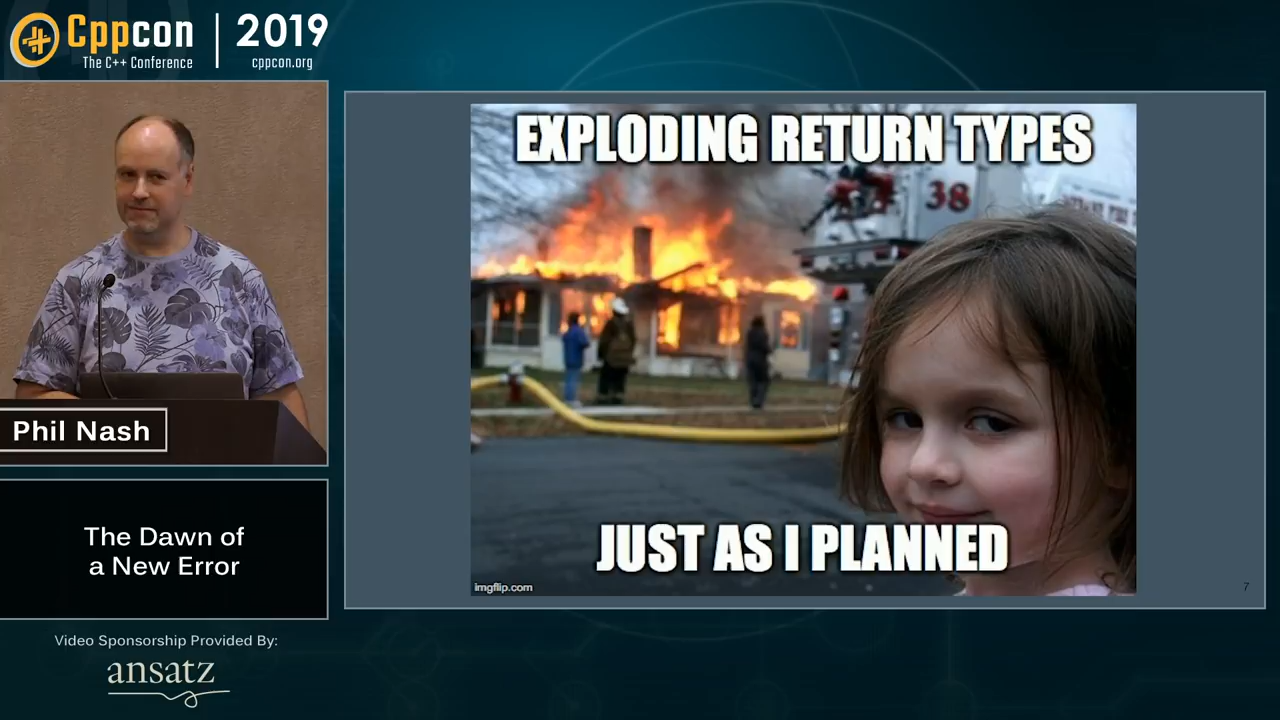 Cppcon
The C++ Conference
2019
cppcon.org
EXPLODING RETURN TYPES
38
JUST AS I PLANNED
imgflip.com
7
Phil Nash
The Dawn of
a New Error
Video Sponsorship Provided By:
ansatz